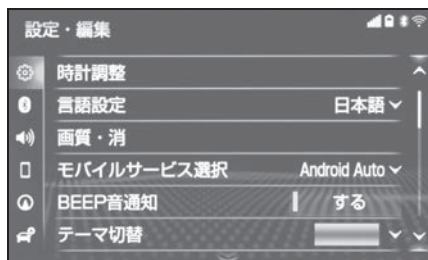 設定・編集
時計調整
言語設定 日本語
画質・消
モバイルサービス選択 Android Auto
BEEP音通知 する
テーマ切替